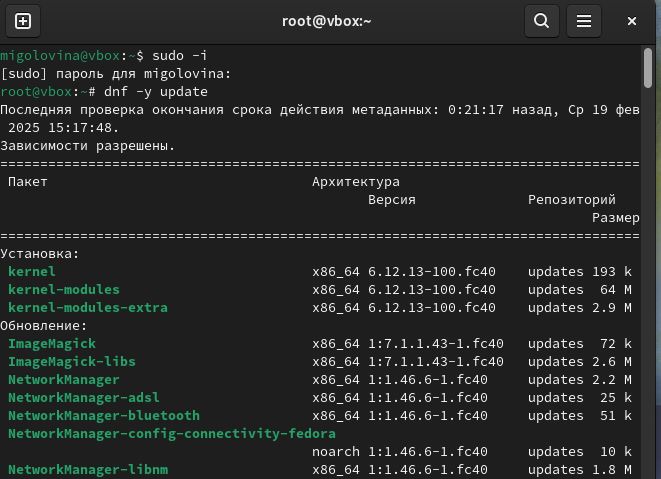 root@vbox:~
migolovina@vbox:~$ sudo -i
[sudo] пароль для migolovina:
root@vbox:~# dnf -y update
Последняя проверка окончания срока действия метаданных: 0:21:17 назад, Ср 19 фев
2025 15:17:48.
Зависимости разрешены.
================================================================================
Пакет Архитектура
Версия Репозиторий
Размер
================================================================================
Установка:
kernel x86_64 6.12.13-100.fc40 updates 193 k
kernel-modules x86_64 6.12.13-100.fc40 updates 64 M
kernel-modules-extra x86_64 6.12.13-100.fc40 updates 2.9 M
Обновление:
ImageMagick x86_64 1:7.1.1.43-1.fc40 updates 72 k
ImageMagick-libs x86_64 1:7.1.1.43-1.fc40 updates 2.6 M
NetworkManager x86_64 1:1.46.6-1.fc40 updates 2.2 M
NetworkManager-adsl x86_64 1:1.46.6-1.fc40 updates 25 k
NetworkManager-bluetooth x86_64 1:1.46.6-1.fc40 updates 51 k
NetworkManager-config-connectivity-fedora
noarch 1:1.46.6-1.fc40 updates 10 k
NetworkManager-libnm x86_64 1:1.46.6-1.fc40 updates 1.8 M